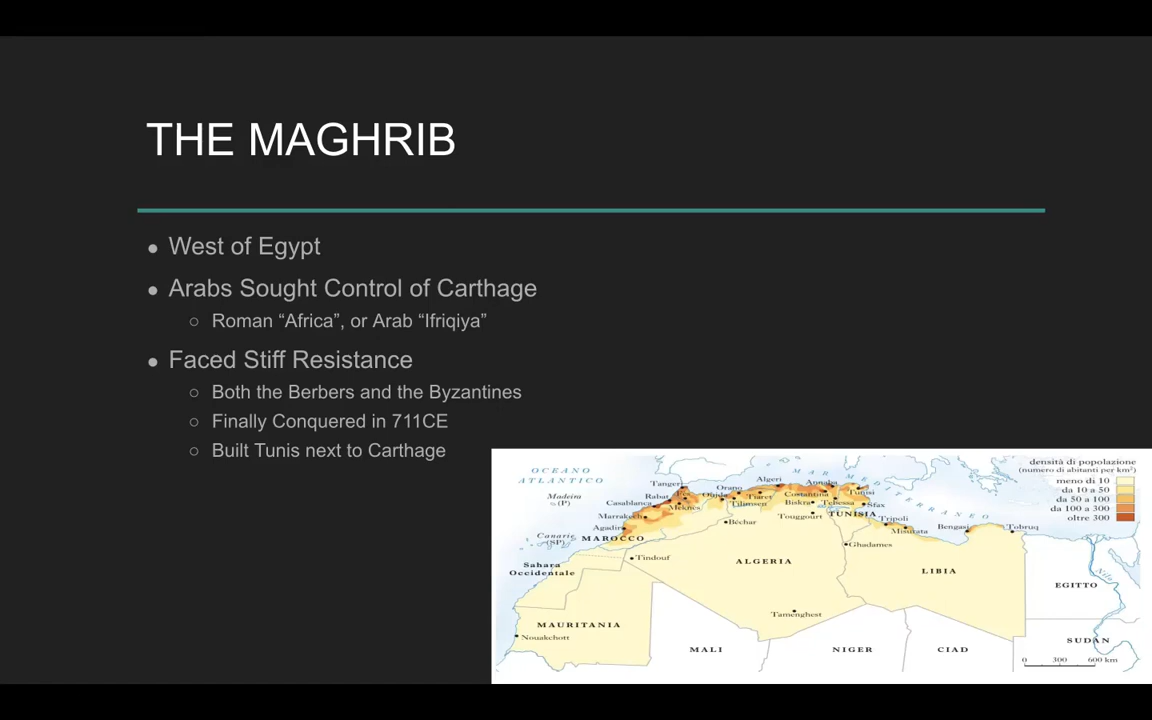 THE MAGHRIB
● West of Egypt
● Arabs Sought Control of Carthage
○ Roman “Africa”, or Arab “Ifriqiya”
● Faced Stiff Resistance
○ Both the Berbers and the Byzantines
○ Finally Conquered in 711CE
○ Built Tunis next to Carthage
OCEANO
ATLANTICO
MAR MEDITERRANEO
densità di popolazione
(numero di abitanti per km²)
meno di 10
da 10 a 50
da 50 a 100
da 100 a 300
oltre 300
Madeira
(P)
Tangeri
Rabat
Fès
Casablanca
Meknès
Marrakech
Agadir
Canarie
(SP)
MAROCCO
Oujda
Orano
Tlimsen
Tiaret
Algeri
Costantina
Annaba
Biskra
Tebessa
Tunisi
Sfax
TUNISIA
Touggourt
Béchar
Tripoli
Misurata
Bengasi
Tobruq
Ghadames
Tindouf
Sahara
Occidentale
ALGERIA
LIBIA
EGITTO
Nilo
Tamenghest
MAURITANIA
Nouakchott
MALI
NIGER
CIAD
SUDAN
0 300 600 km